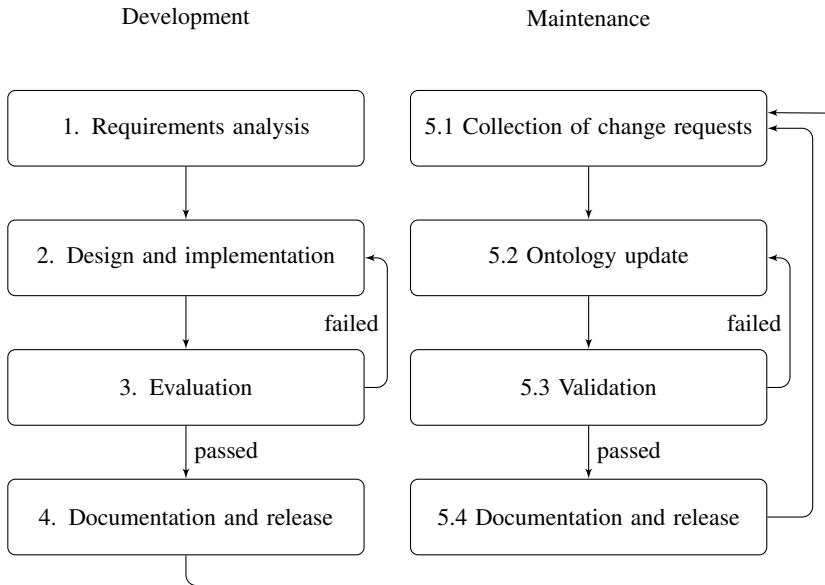 Development
1. Requirements analysis
2. Design and implementation
failed
3. Evaluation
passed
4. Documentation and release
Maintenance
5.1 Collection of change requests
5.2 Ontology update
failed
5.3 Validation
passed
5.4 Documentation and release